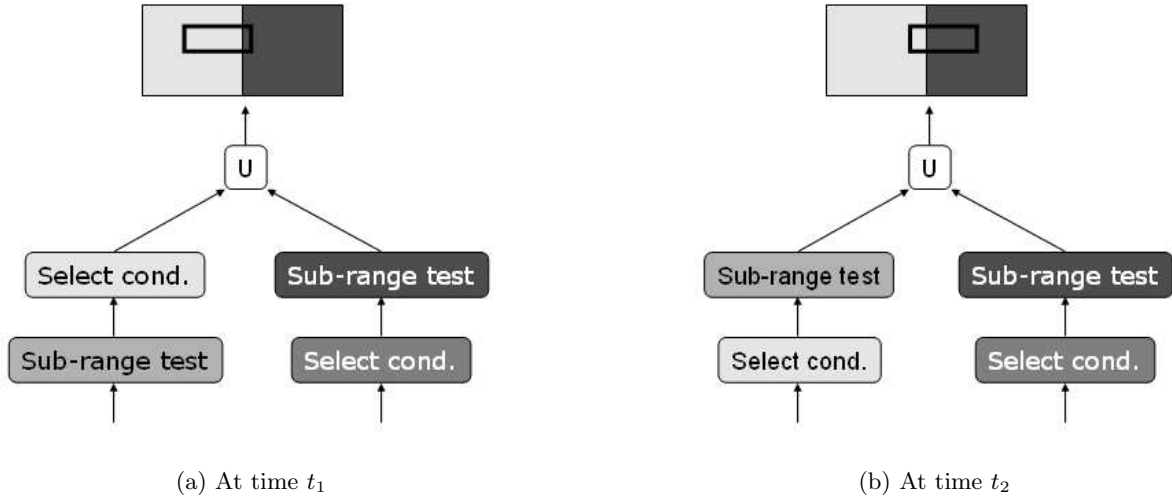 U
Select cond.
Sub-range test
Sub-range test
Select cond.
(a) At time t₁
U
Sub-range test
Sub-range test
Select cond.
Select cond.
(b) At time t₂